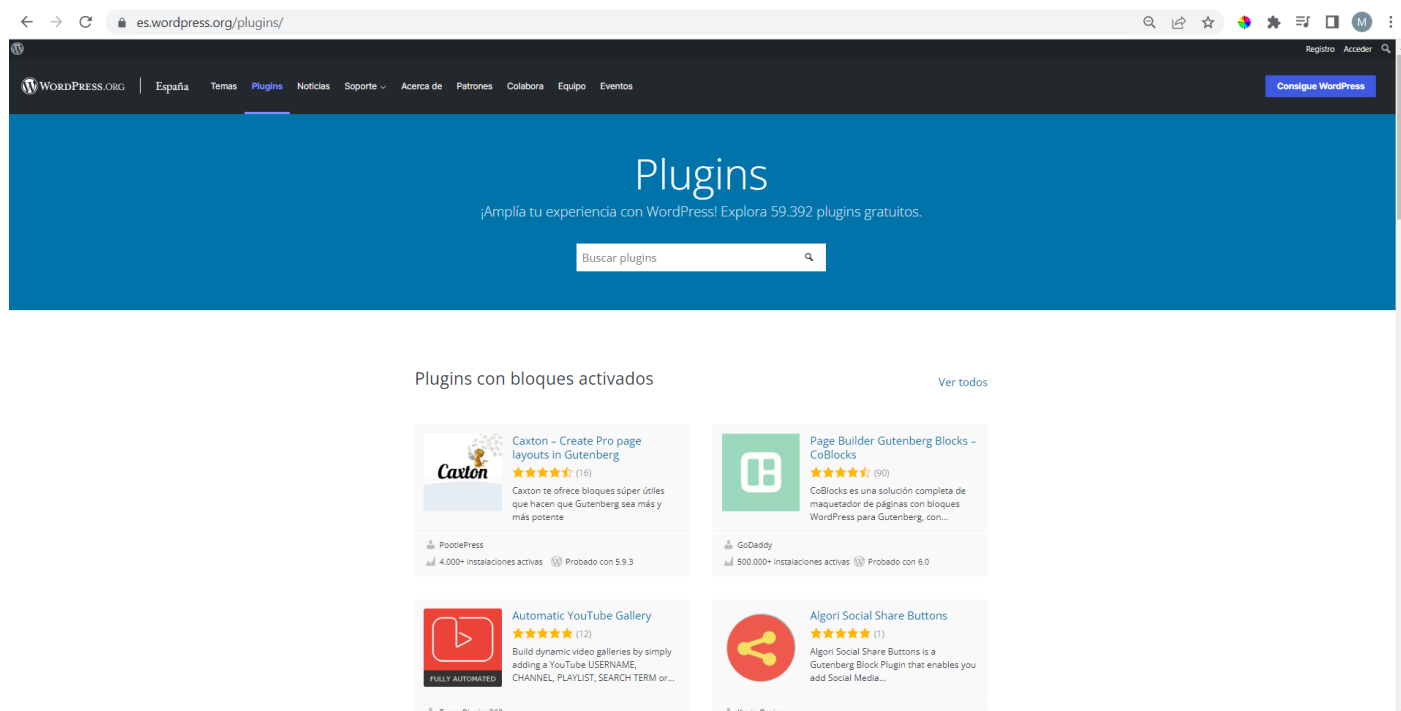 es.wordpress.org/plugins/
M
Registro Acceder
WORDPRESS.ORG España Temas Plugins Noticias Soporte Acerca de Patrones Colabora Equipo Eventos Consigue WordPress
Plugins
¡Amplía tu experiencia con WordPress! Explora 59.392 plugins gratuitos.
Buscar plugins
Plugins con bloques activados
Ver todos
Caxton
Caxton – Create Pro page
layouts in Gutenberg
(16)
Caxton te ofrece bloques súper útiles
que hacen que Gutenberg sea más y
más potente
PootlePress
4.000+ instalaciones activas Probado con 5.9.3
Page Builder Gutenberg Blocks –
CoBlocks
(90)
CoBlocks es una solución completa de
maquetador de páginas con bloques
WordPress para Gutenberg, con...
GoDaddy
500.000+ instalaciones activas Probado con 6.0
FULLY AUTOMATED
Automatic YouTube Gallery
(12)
Build dynamic video galleries by simply
adding a YouTube USERNAME,
CHANNEL, PLAYLIST, SEARCH TERM or...
Algori Social Share Buttons
(1)
Algori Social Share Buttons is a
Gutenberg Block Plugin that enables you
add Social Media...